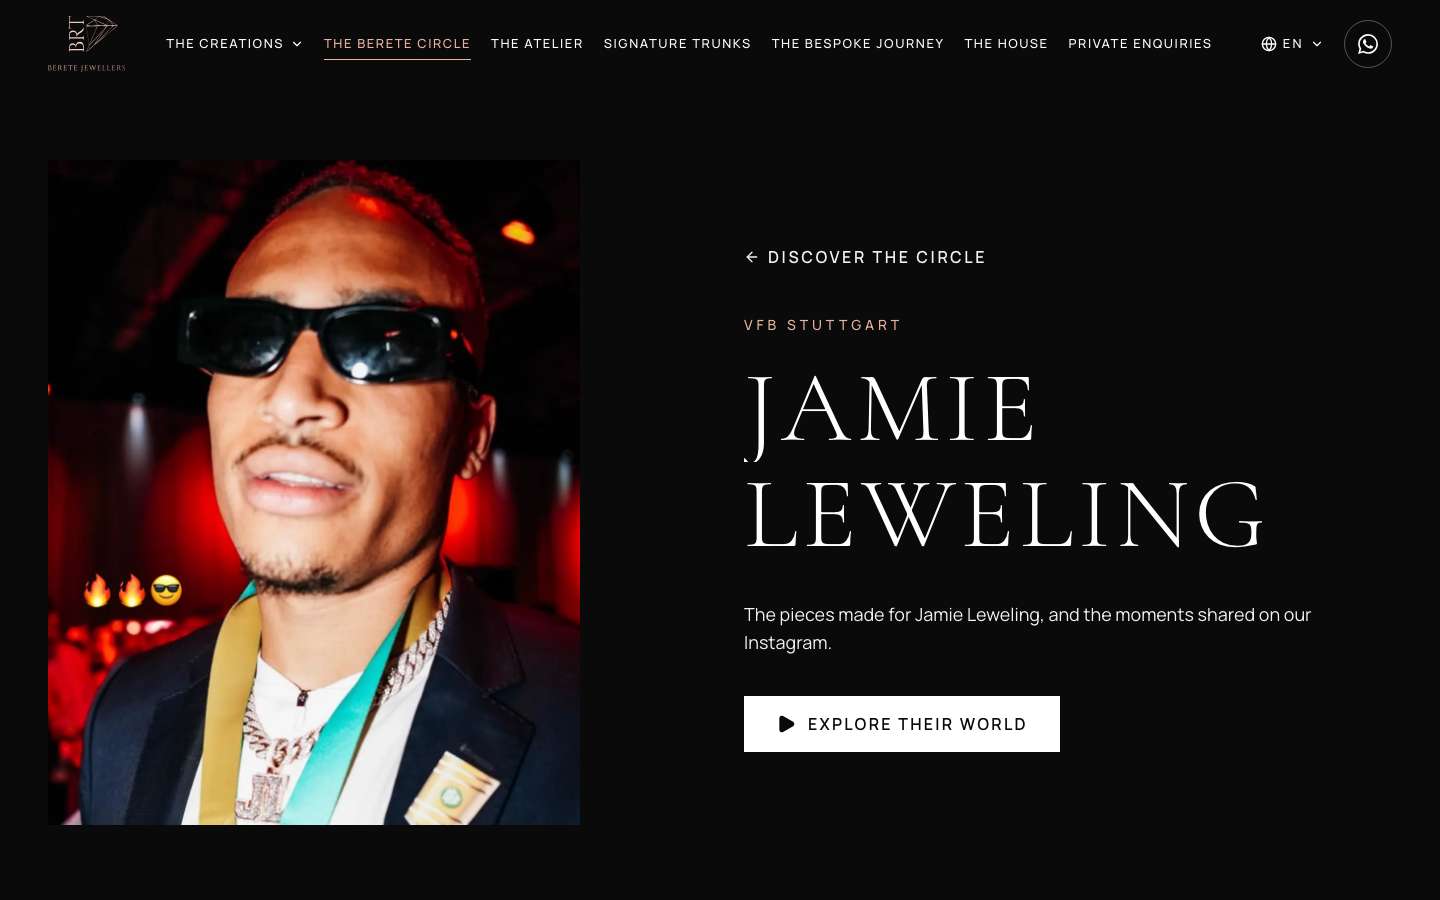 BRT
BERETE JEWELLERS
THE CREATIONS
THE BERETE CIRCLE
THE ATELIER
SIGNATURE TRUNKS
THE BESPOKE JOURNEY
THE HOUSE
PRIVATE ENQUIRIES
EN
DISCOVER THE CIRCLE
VFB STUTTGART
JAMIE
LEWELING
The pieces made for Jamie Leweling, and the moments shared on our
Instagram.
EXPLORE THEIR WORLD